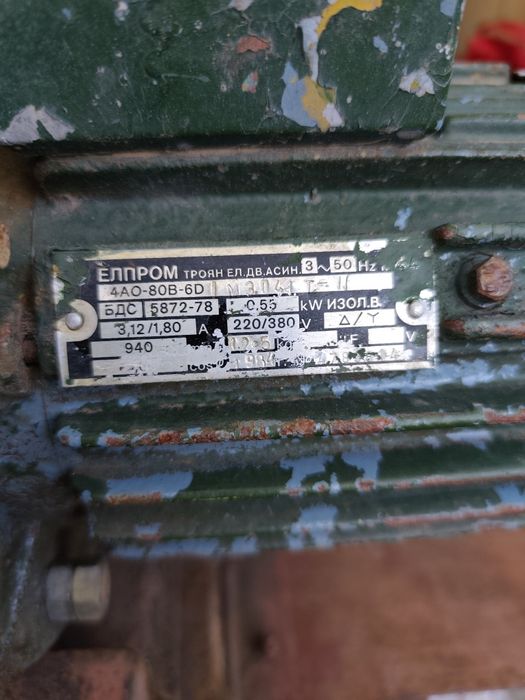 ЕЛПРОМ ТРОЯН ЕЛ.ДВ.АСИН. 3~50 Hz
4АО-80В-6D
БДС 5872-78 0.55 kW ИЗОЛ.В.
3,12/1,80 A 220/380 V Δ/Y
940
cos